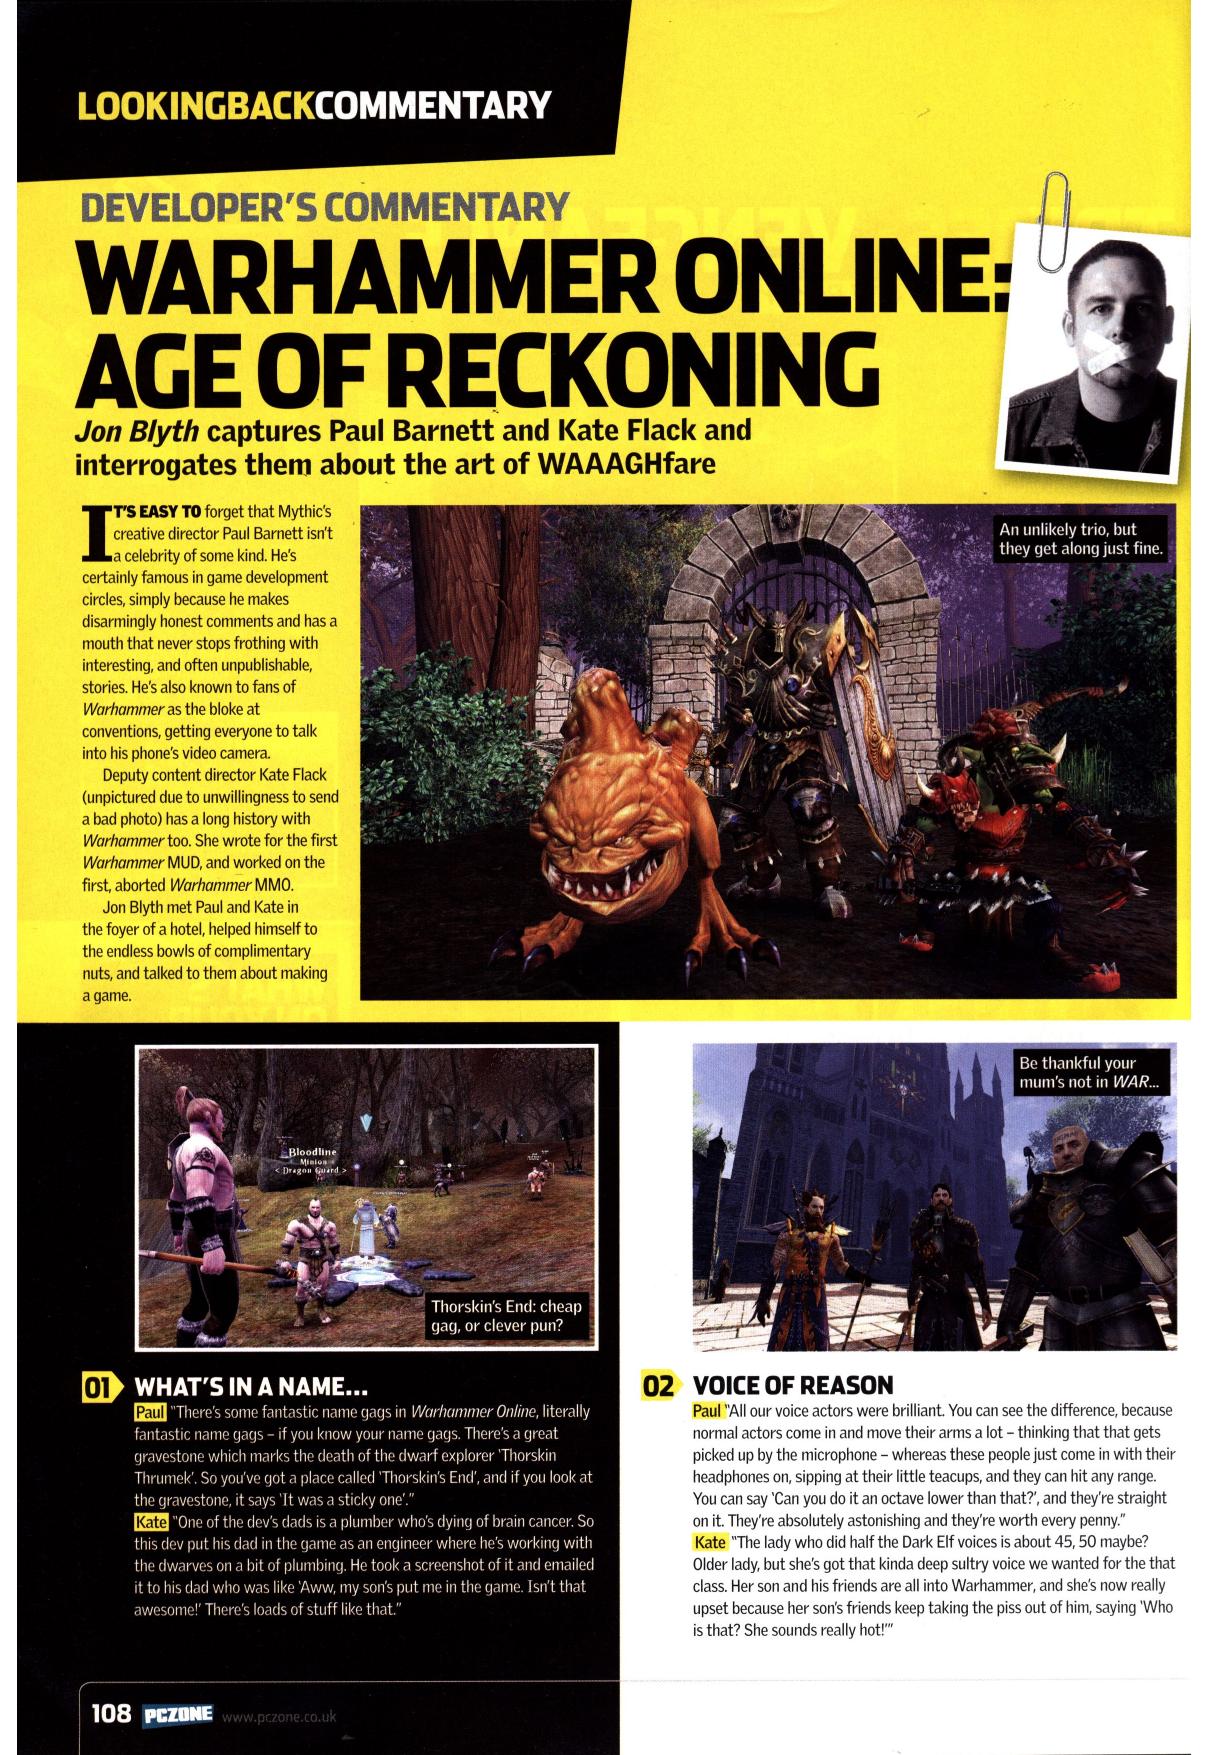 LOOKINGBACKCOMMENTARY
DEVELOPER'S COMMENTARY
WARHAMMER ONLINE:
AGE OF RECKONING
Jon Blyth captures Paul Barnett and Kate Flack and
interrogates them about the art of WAAAGHfare
IT'S EASY TO forget that Mythic's
creative director Paul Barnett isn't
a celebrity of some kind. He's
certainly famous in game development
circles, simply because he makes
disarmingly honest comments and has a
mouth that never stops frothing with
interesting, and often unpublishable,
stories. He's also known to fans of
Warhammer as the bloke at
conventions, getting everyone to talk
into his phone's video camera.
Deputy content director Kate Flack
(unpictured due to unwillingness to send
a bad photo) has a long history with
Warhammer too. She wrote for the first
Warhammer MUD, and worked on the
first, aborted Warhammer MMO.
Jon Blyth met Paul and Kate in
the foyer of a hotel, helped himself to
the endless bowls of complimentary
nuts, and talked to them about making
a game.
An unlikely trio, but
they get along just fine.
Bloodline
Minion
< Dragon Guard >
Thorskin's End: cheap
gag, or clever pun?
01 WHAT'S IN A NAME...
Paul "There's some fantastic name gags in Warhammer Online, literally
fantastic name gags – if you know your name gags. There's a great
gravestone which marks the death of the dwarf explorer 'Thorskin
Thrumek'. So you've got a place called 'Thorskin's End', and if you look at
the gravestone, it says 'It was a sticky one'."
Kate "One of the dev's dads is a plumber who's dying of brain cancer. So
this dev put his dad in the game as an engineer where he's working with
the dwarves on a bit of plumbing. He took a screenshot of it and emailed
it to his dad who was like 'Aww, my son's put me in the game. Isn't that
awesome!' There's loads of stuff like that."
Be thankful your
mum's not in WAR...
02 VOICE OF REASON
Paul "All our voice actors were brilliant. You can see the difference, because
normal actors come in and move their arms a lot – thinking that that gets
picked up by the microphone – whereas these people just come in with their
headphones on, sipping at their little teacups, and they can hit any range.
You can say 'Can you do it an octave lower than that?', and they're straight
on it. They're absolutely astonishing and they're worth every penny."
Kate "The lady who did half the Dark Elf voices is about 45, 50 maybe?
Older lady, but she's got that kinda deep sultry voice we wanted for the that
class. Her son and his friends are all into Warhammer, and she's now really
upset because her son's friends keep taking the piss out of him, saying 'Who
is that? She sounds really hot!'"
108 PCZONE www.pczone.co.uk